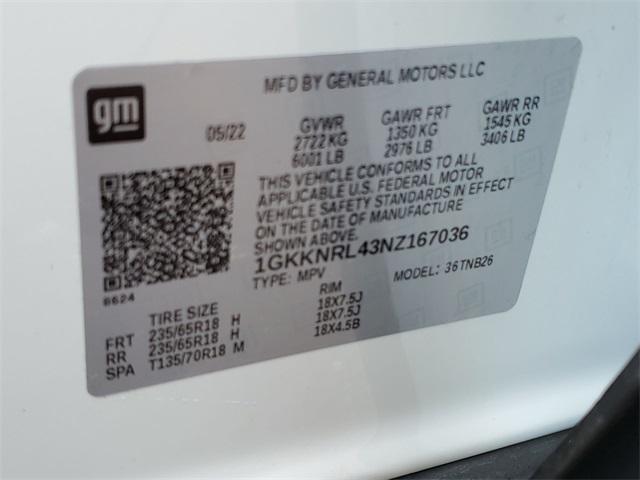 MFD BY GENERAL MOTORS LLC
gm
05/22 GVWR GAWR FRT GAWR RR
2722 KG 1350 KG 1545 KG
6001 LB 2976 LB 3406 LB
THIS VEHICLE CONFORMS TO ALL
APPLICABLE U.S. FEDERAL MOTOR
VEHICLE SAFETY STANDARDS IN EFFECT
ON THE DATE OF MANUFACTURE
SHOWN ABOVE.
1GKKNRL43NZ167036
TYPE: MPV MODEL: 36TNB26
6624
TIRE SIZE RIM
FRT 235/65R18 H 18X7.5J
RR 235/65R18 H 18X7.5J
SPA T135/70R18 M 18X4.5B